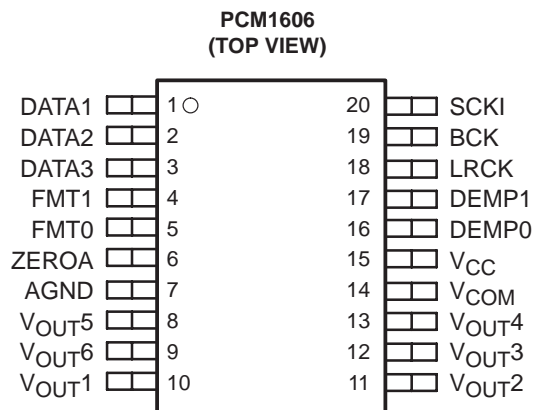 PCM1606
(TOP VIEW)
DATA1 1 20 SCKI
DATA2 2 19 BCK
DATA3 3 18 LRCK
FMT1 4 17 DEMP1
FMT0 5 16 DEMP0
ZEROA 6 15 VCC
AGND 7 14 VCOM
VOUT5 8 13 VOUT4
VOUT6 9 12 VOUT3
VOUT1 10 11 VOUT2